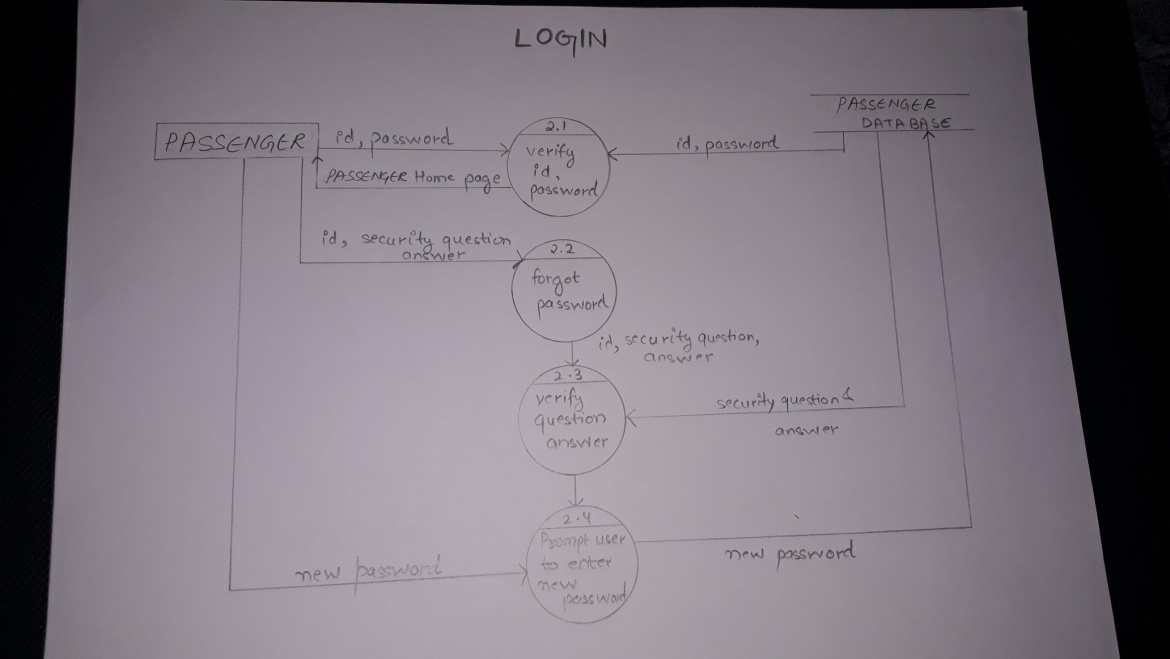 LOGIN
PASSENGER
DATABASE
PASSENGER
id, password
2.1
verify
id,
password
id, password
PASSENGER Home page
id, security question
answer
2.2
forgot
password
id, security question,
answer
2.3
verify
question
answer
security question &
answer
2.4
Prompt user
to enter
new
password
new password
new password